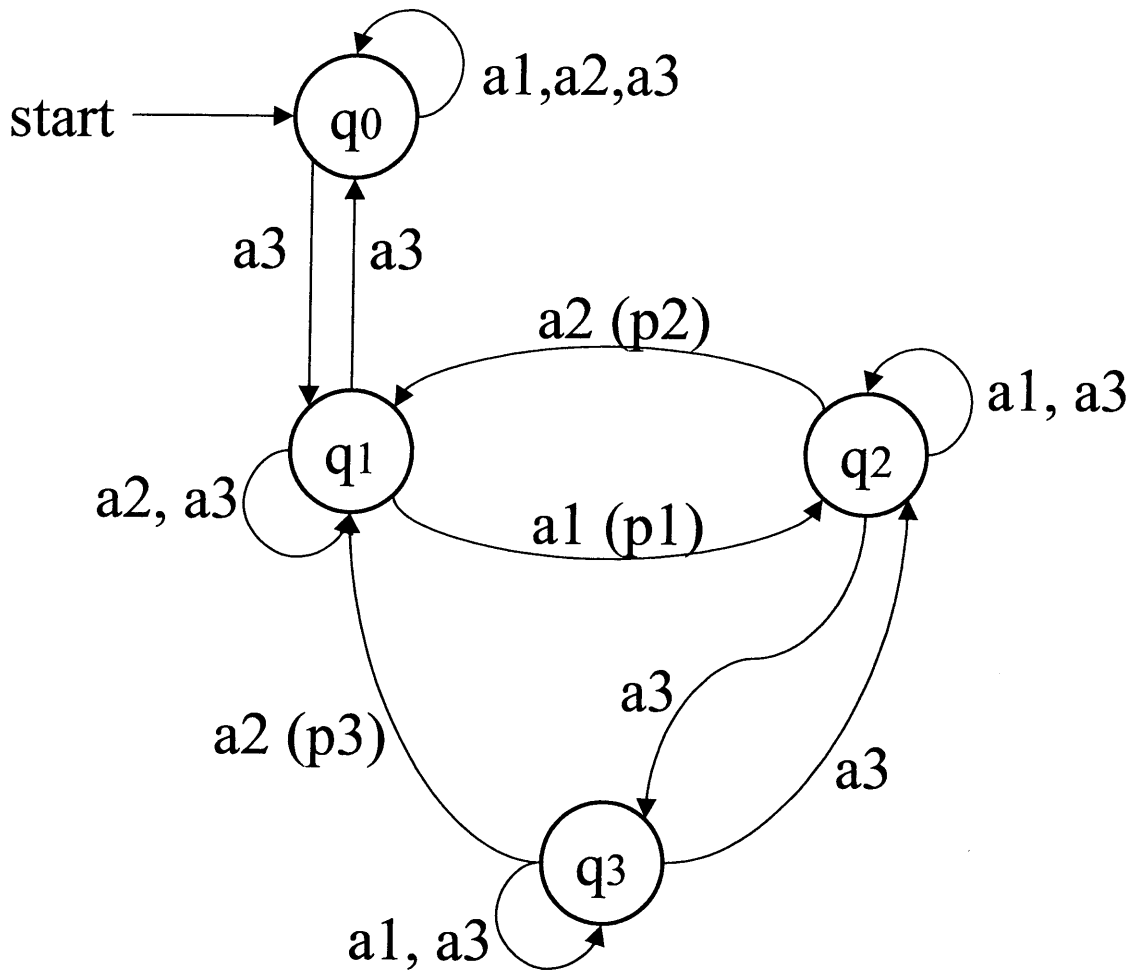 a1,a2,a3
start
q0
a3
a3
a2 (p2)
a1, a3
q1
q2
a2, a3
a1 (p1)
a3
a2 (p3)
a3
q3
a1, a3